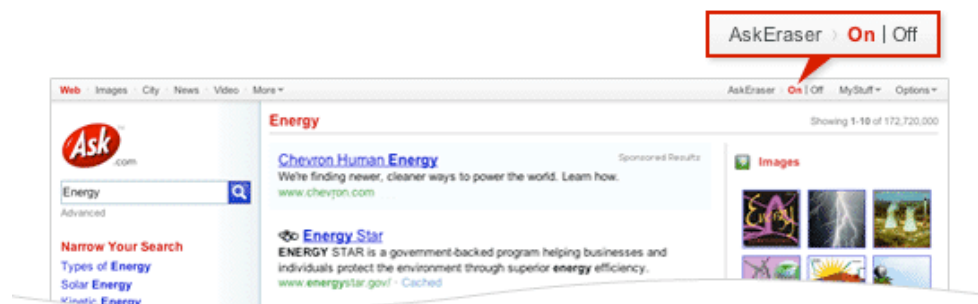 AskEraser › On | Off
Web · Images · City · News · Video · More
AskEraser › On | Off MyStuff Options
Energy
Showing 1-10 of 172,720,000
Ask
.com
Energy
Advanced
Narrow Your Search
Types of Energy
Solar Energy
Kinetic Energy
Chevron Human Energy
Sponsored Results
We're finding newer, cleaner ways to power the world. Learn how.
www.chevron.com
Energy Star
ENERGY STAR is a government-backed program helping businesses and
individuals protect the environment through superior energy efficiency.
www.energystar.gov/ · Cached
Images